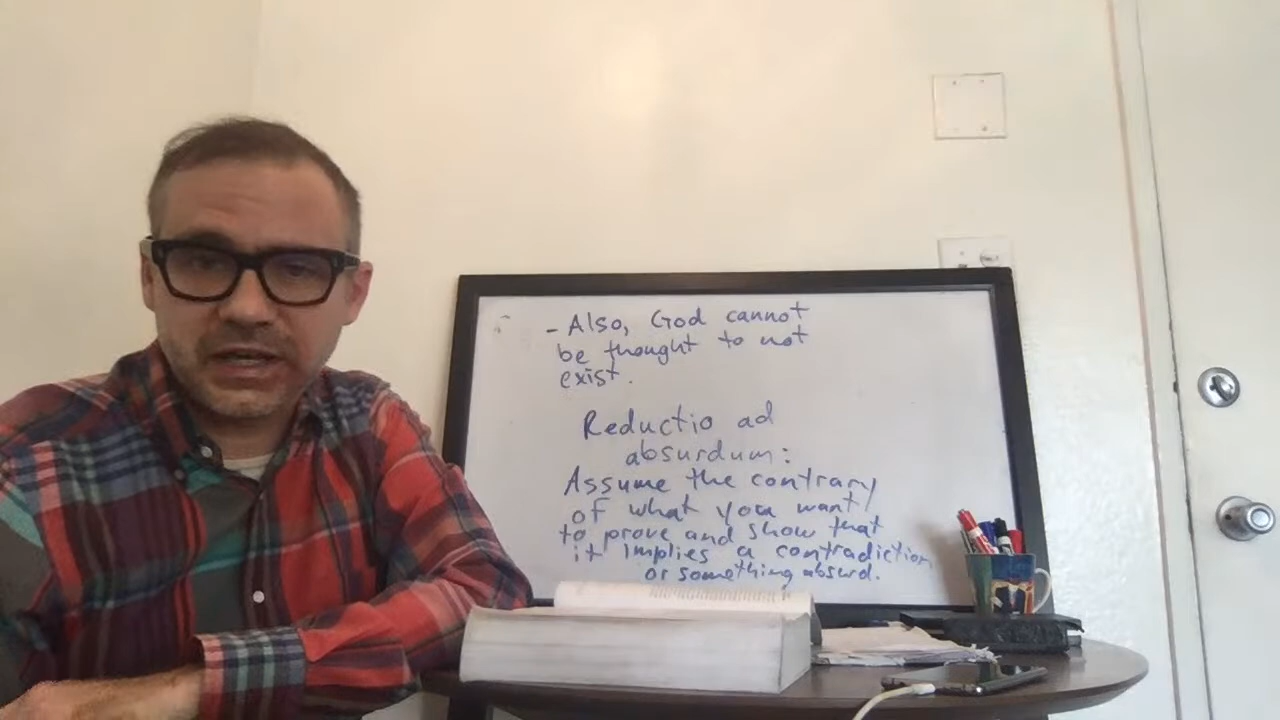 - Also, God cannot
be thought to not
exist.
Reductio ad
absurdum:
Assume the contrary
of what you want
to prove and show that
it implies a contradiction
or something absurd.